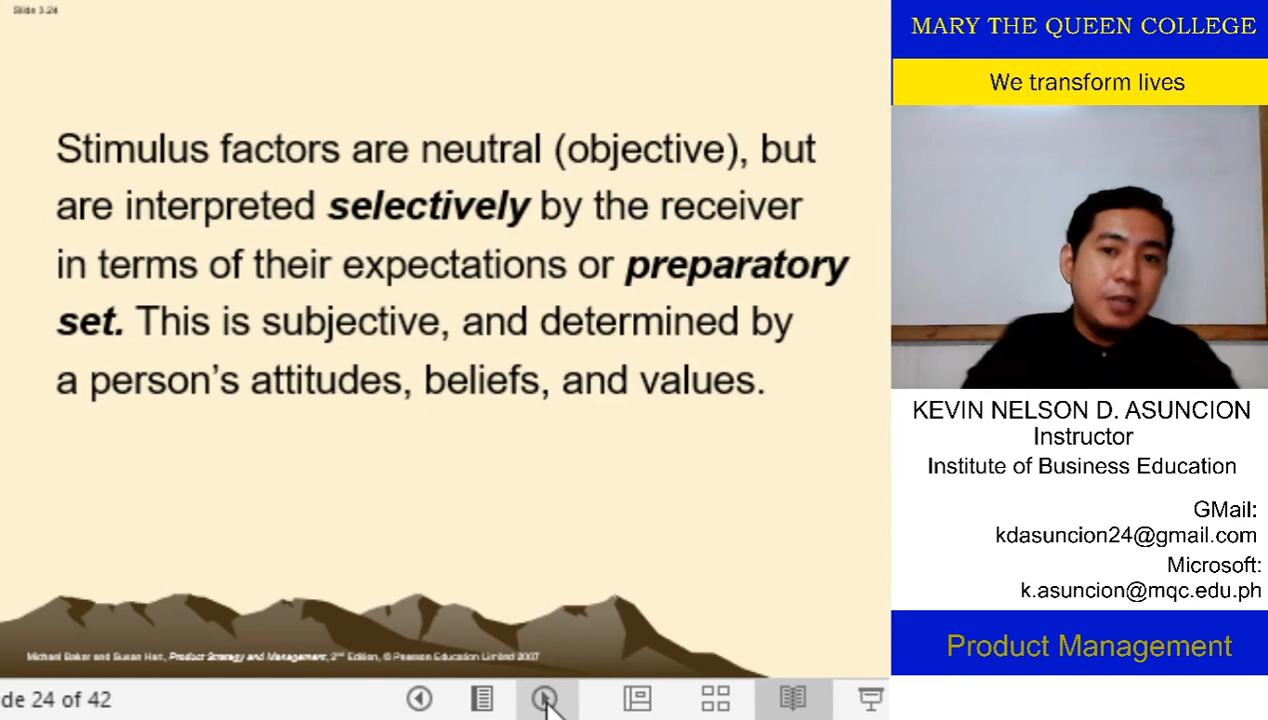 Slide 3.24
Stimulus factors are neutral (objective), but
are interpreted selectively by the receiver
in terms of their expectations or preparatory
set. This is subjective, and determined by
a person’s attitudes, beliefs, and values.
Michael Baker and Susan Hart, Product Strategy and Management, 2nd Edition, © Pearson Education Limited 2007
de 24 of 42
MARY THE QUEEN COLLEGE
We transform lives
KEVIN NELSON D. ASUNCION
Instructor
Institute of Business Education
GMail:
kdasuncion24@gmail.com
Microsoft:
k.asuncion@mqc.edu.ph
Product Management